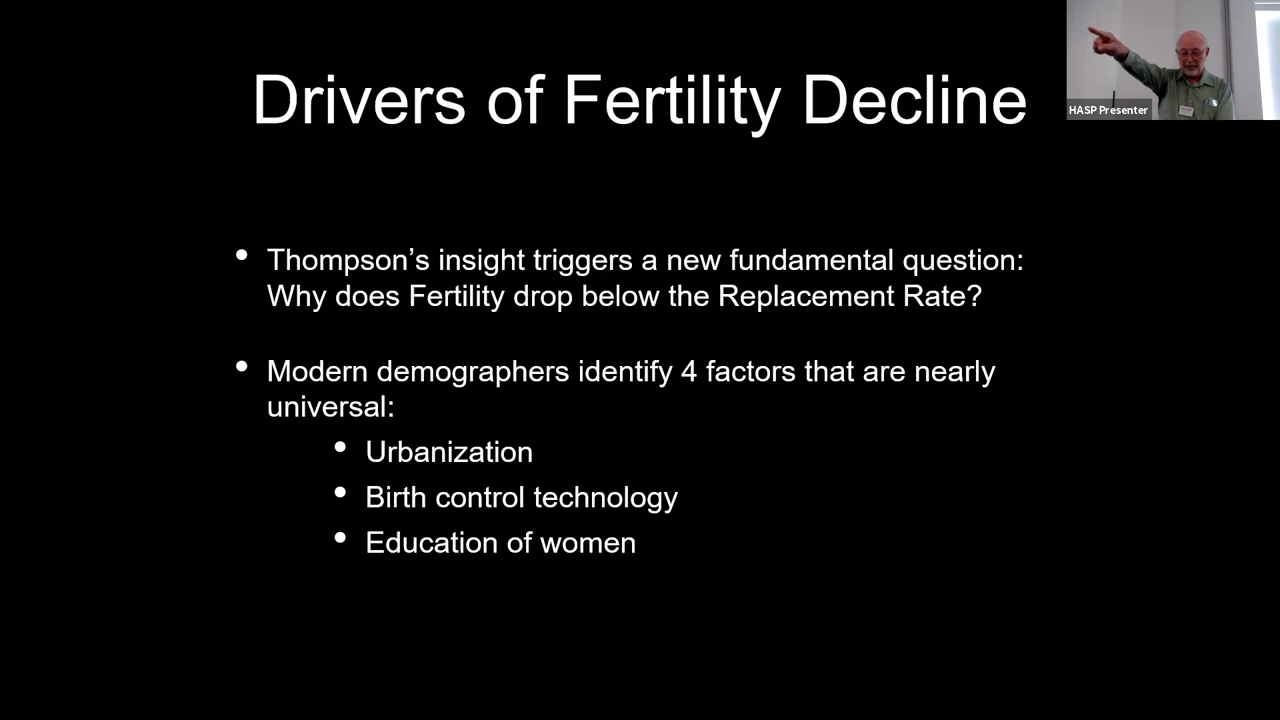 Drivers of Fertility Decline
HASP Presenter
• Thompson’s insight triggers a new fundamental question:
Why does Fertility drop below the Replacement Rate?
• Modern demographers identify 4 factors that are nearly
universal:
• Urbanization
• Birth control technology
• Education of women